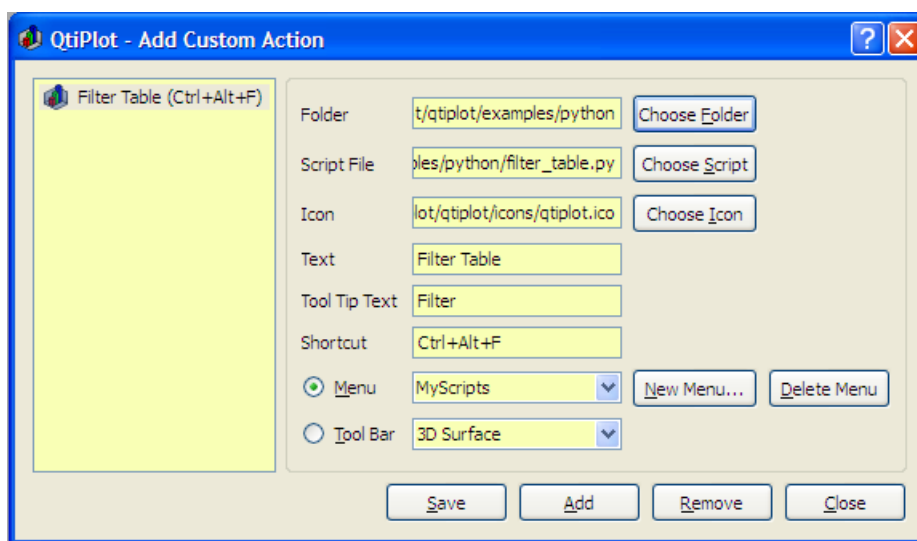 QtiPlot - Add Custom Action
Filter Table (Ctrl+Alt+F)
Folder t/qtiplot/examples/python Choose Folder
Script File ples/python/filter_table.py Choose Script
Icon lot/qtiplot/icons/qtiplot.ico Choose Icon
Text Filter Table
Tool Tip Text Filter
Shortcut Ctrl+Alt+F
Menu MyScripts New Menu... Delete Menu
Tool Bar 3D Surface
Save Add Remove Close